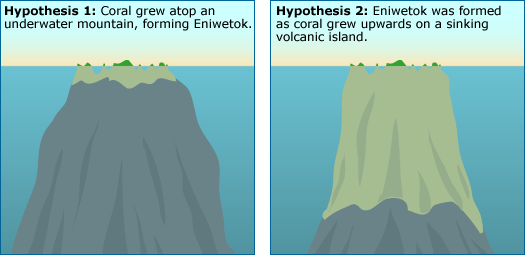 Hypothesis 1: Coral grew atop an
underwater mountain, forming Eniwetok.
Hypothesis 2: Eniwetok was formed
as coral grew upwards on a sinking
volcanic island.